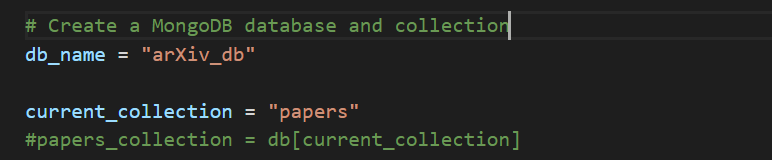 # Create a MongoDB database and collection
db_name = "arXiv_db"
current_collection = "papers"
#papers_collection = db[current_collection]